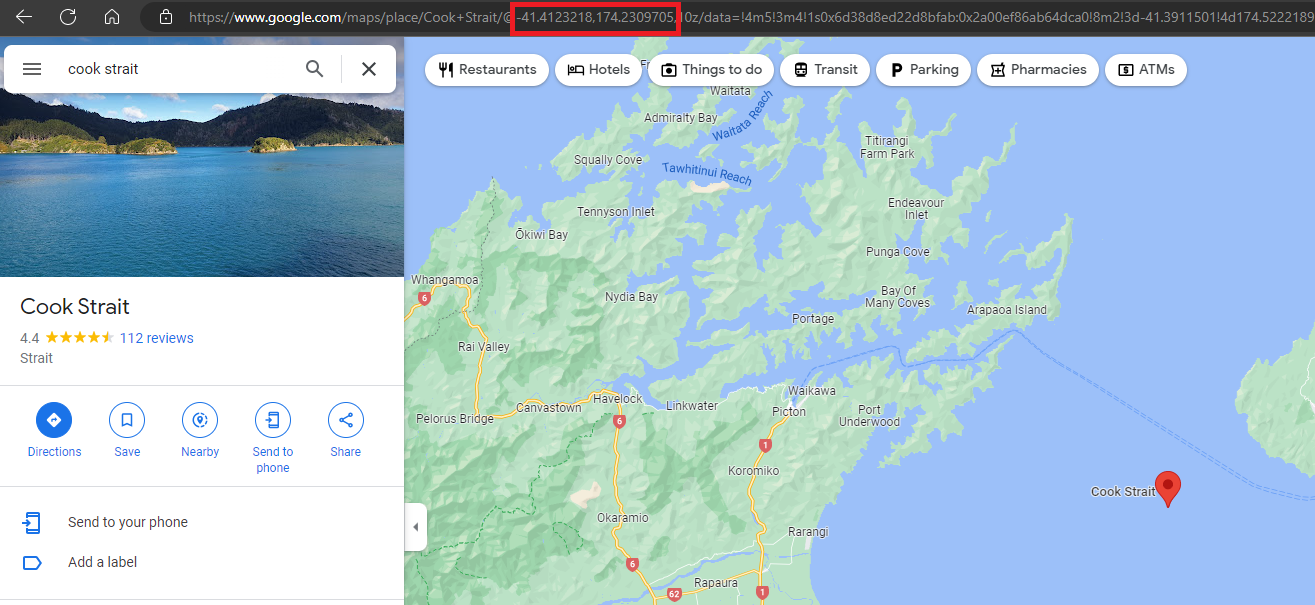 https://www.google.com/maps/place/Cook+Strait/@-41.4123218,174.2309705,10z/data=!4m5!3m4!1s0x6d38d8ed22d8bfab:0x2a00ef86ab64dca0!8m2!3d-41.3911501!4d174.5222189
cook strait
Restaurants
Hotels
Things to do
Transit
Parking
Pharmacies
ATMs
Cook Strait
4.4
112 reviews
Strait
Directions
Save
Nearby
Send to
phone
Share
Send to your phone
Add a label
Waitata
Waitata Reach
Admiralty Bay
Titirangi
Farm Park
Squally Cove
Tawhitinui Reach
Tennyson Inlet
Endeavour
Inlet
Ōkiwi Bay
Punga Cove
Whangamoa
6
Nydia Bay
Bay Of
Many Coves
Arapaoa Island
Portage
Rai Valley
Waikawa
Havelock
Linkwater
Canvastown
Picton
Port
Underwood
Pelorus Bridge
6
1
Koromiko
Cook Strait
Okaramio
Rarangi
6
Rapaura
62
1